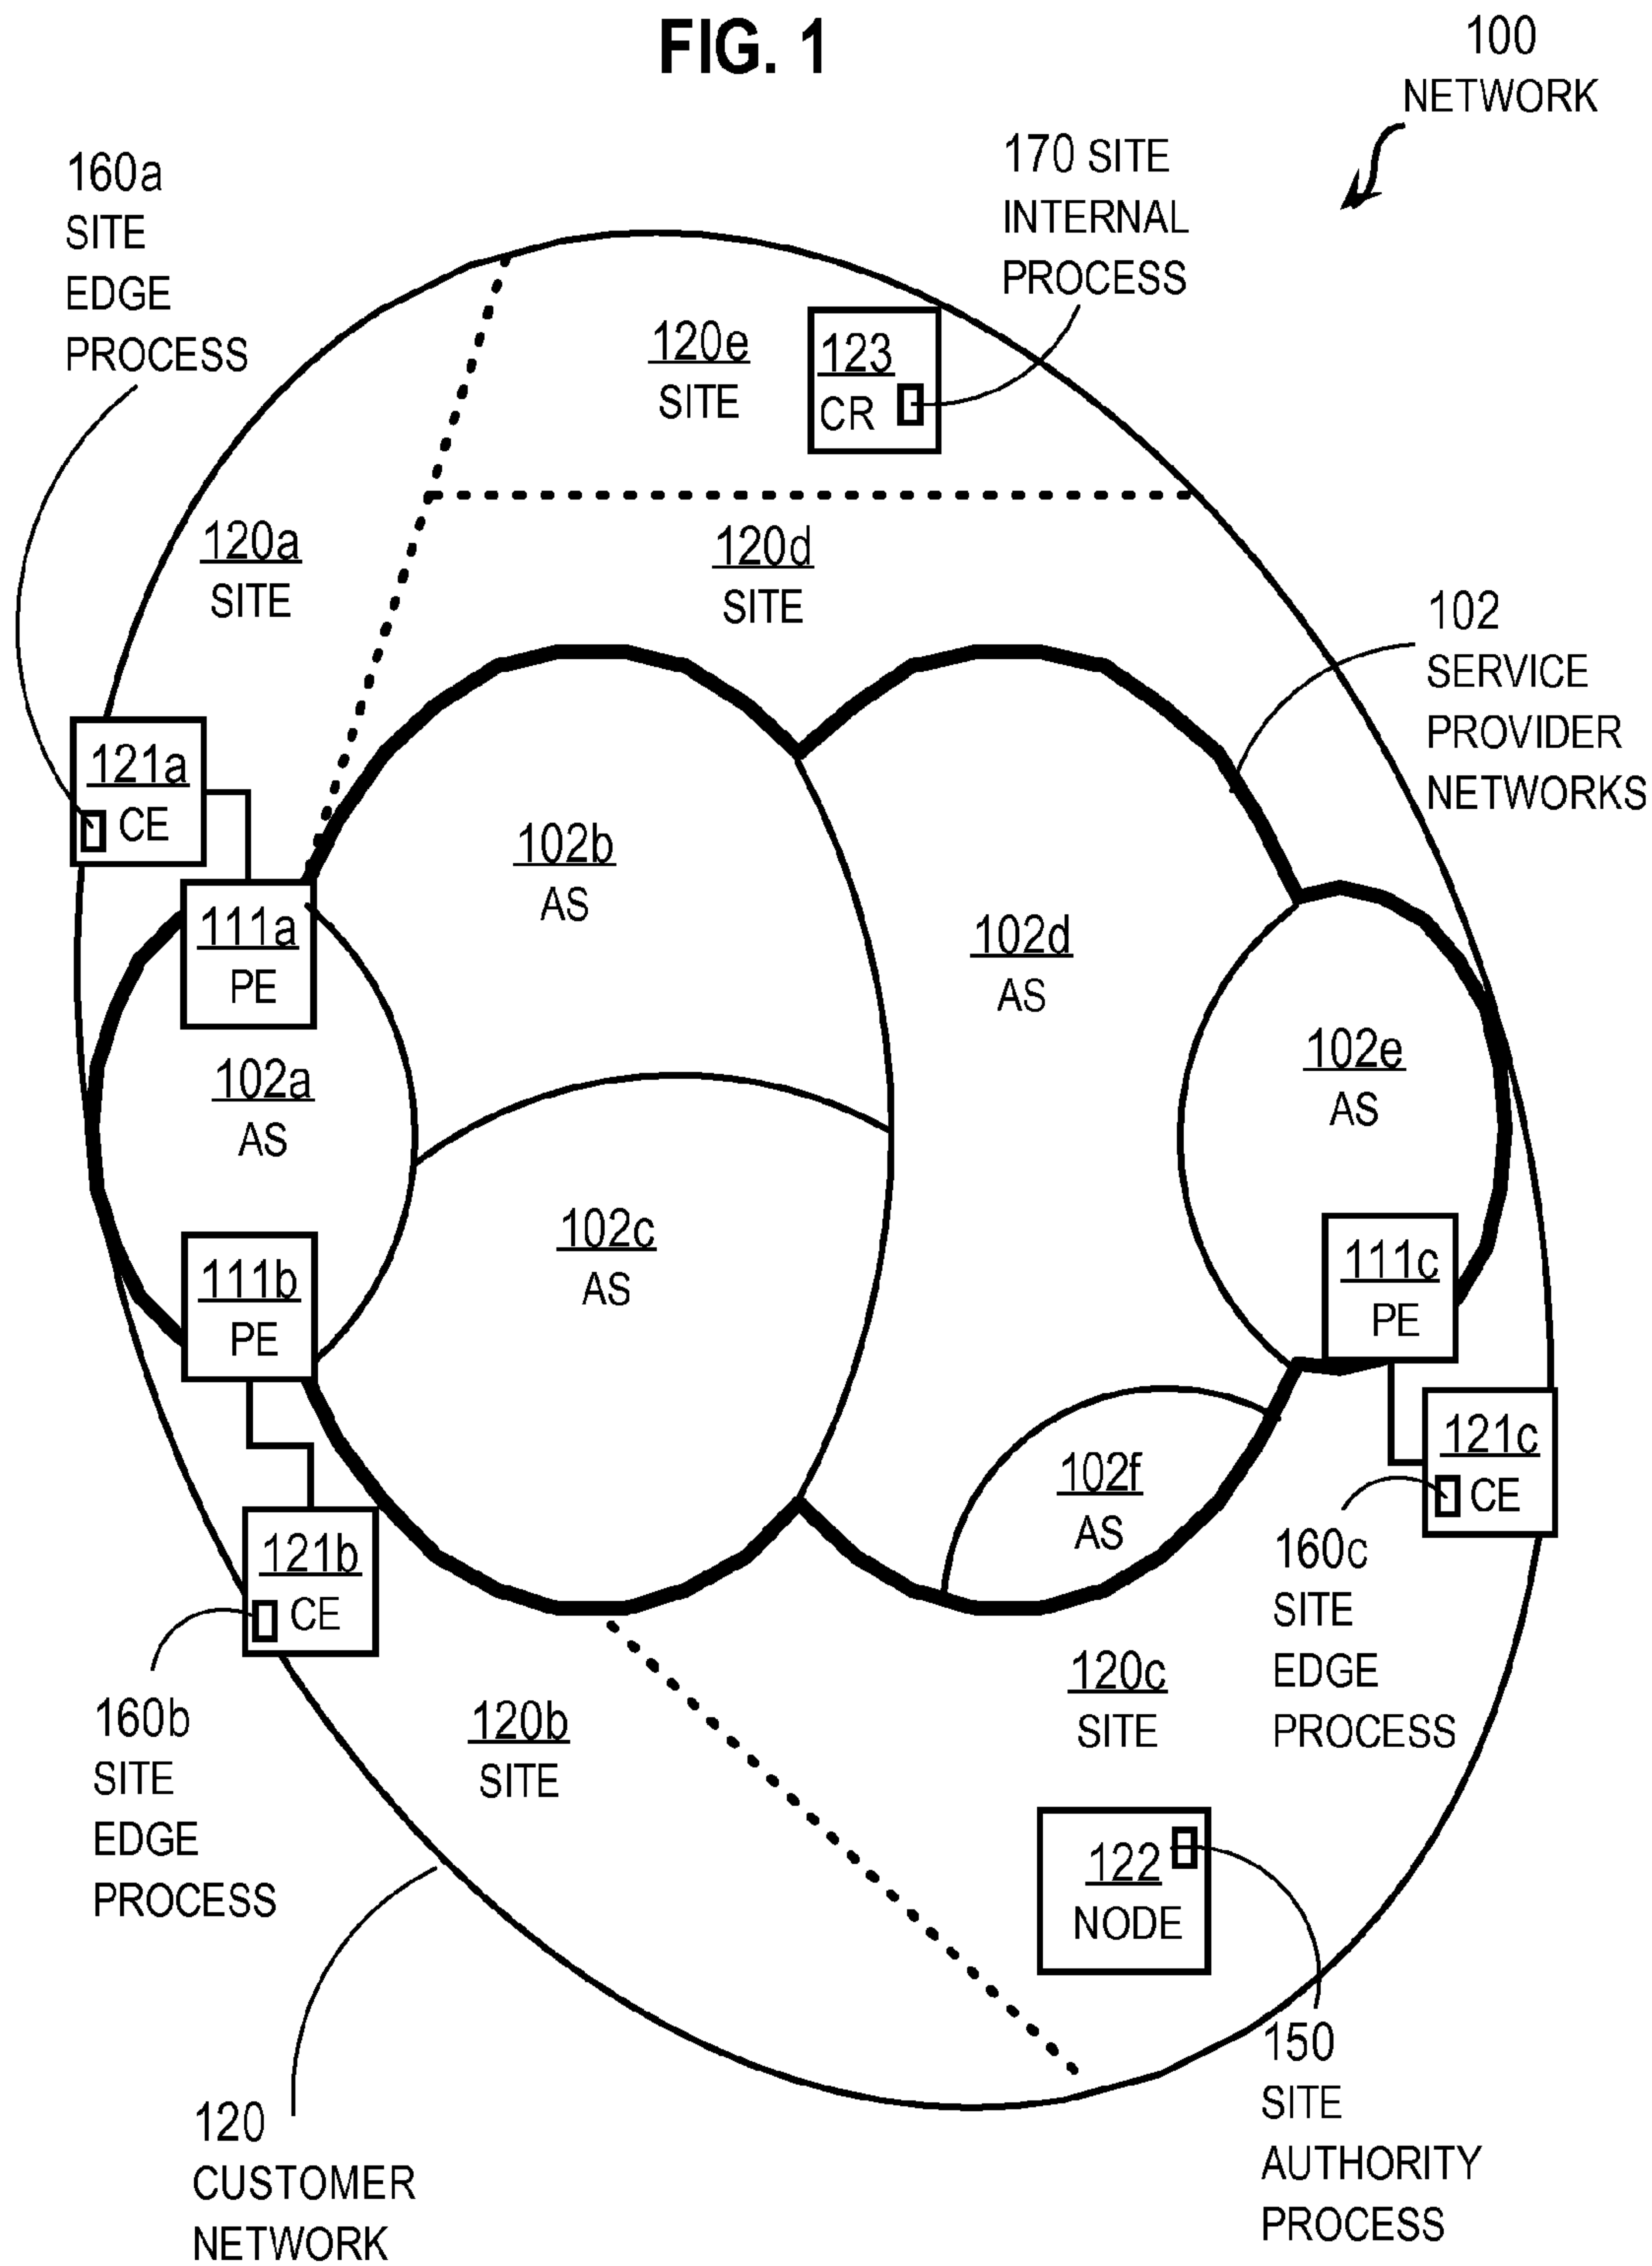 FIG. 1
100
NETWORK
160a
SITE
EDGE
PROCESS
170 SITE
INTERNAL
PROCESS
120e
SITE
123
CR
120a
SITE
120d
SITE
102
SERVICE
PROVIDER
NETWORKS
121a
CE
102b
AS
111a
PE
102d
AS
102a
AS
102e
AS
102c
AS
111b
PE
111c
PE
121c
CE
102f
AS
121b
CE
160c
SITE
EDGE
PROCESS
160b
SITE
EDGE
PROCESS
120b
SITE
120c
SITE
122
NODE
150
SITE
AUTHORITY
PROCESS
120
CUSTOMER
NETWORK